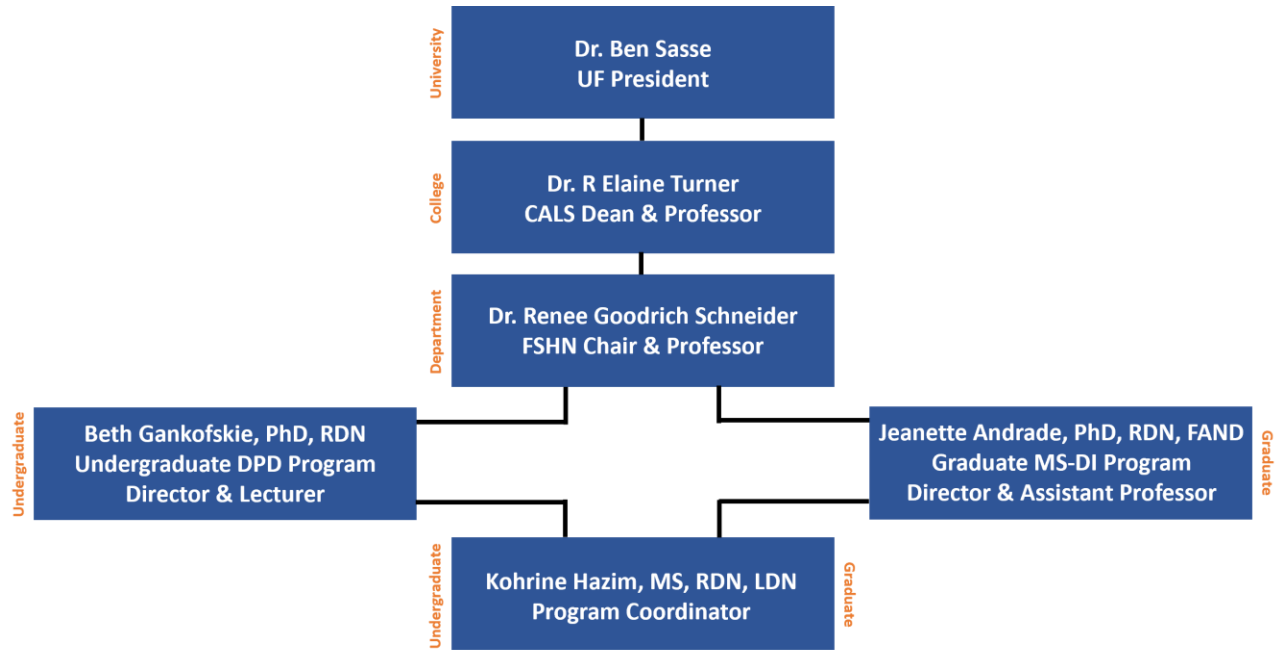 University
Dr. Ben Sasse
UF President
College
Dr. R Elaine Turner
CALS Dean & Professor
Department
Dr. Renee Goodrich Schneider
FSHN Chair & Professor
Undergraduate
Beth Gankofskie, PhD, RDN
Undergraduate DPD Program
Director & Lecturer
Jeanette Andrade, PhD, RDN, FAND
Graduate MS-DI Program
Director & Assistant Professor
Graduate
Undergraduate
Kohrine Hazim, MS, RDN, LDN
Program Coordinator
Graduate